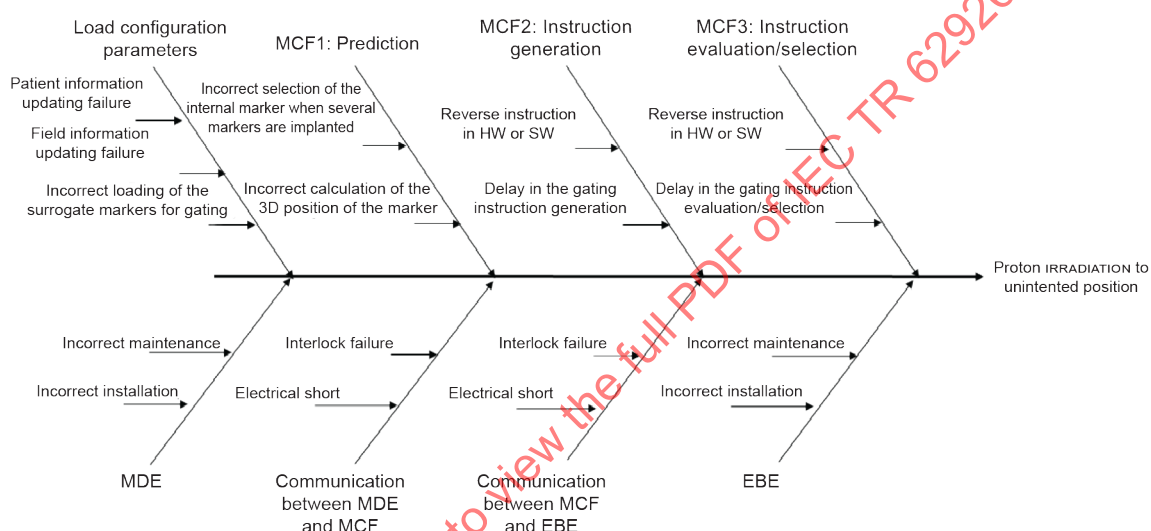 Load configuration
parameters
MCF1: Prediction
MCF2: Instruction
generation
MCF3: Instruction
evaluation/selection
Patient information
updating failure
Field information
updating failure
Incorrect loading of the
surrogate markers for gating
Incorrect selection of the
internal marker when several
markers are implanted
Incorrect calculation of the
3D position of the marker
Reverse instruction
in HW or SW
Delay in the gating
instruction generation
Reverse instruction
in HW or SW
Delay in the gating instruction
evaluation/selection
Proton IRRADIATION to
unintented position
Incorrect maintenance
Incorrect installation
Interlock failure
Electrical short
Interlock failure
Electrical short
Incorrect maintenance
Incorrect installation
MDE
Communication
between MDE
and MCF
Communication
between MCF
and EBE
EBE
to view the full PDF of IEC TR 62926